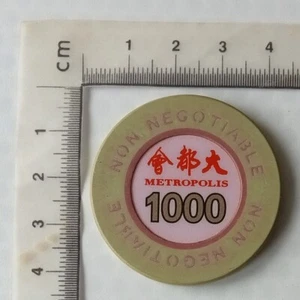 cm 1 2 3 4
1
2
3
4
NON NEGOTIABLE
會都大
METROPOLIS
1000
NON NEGOTIABLE